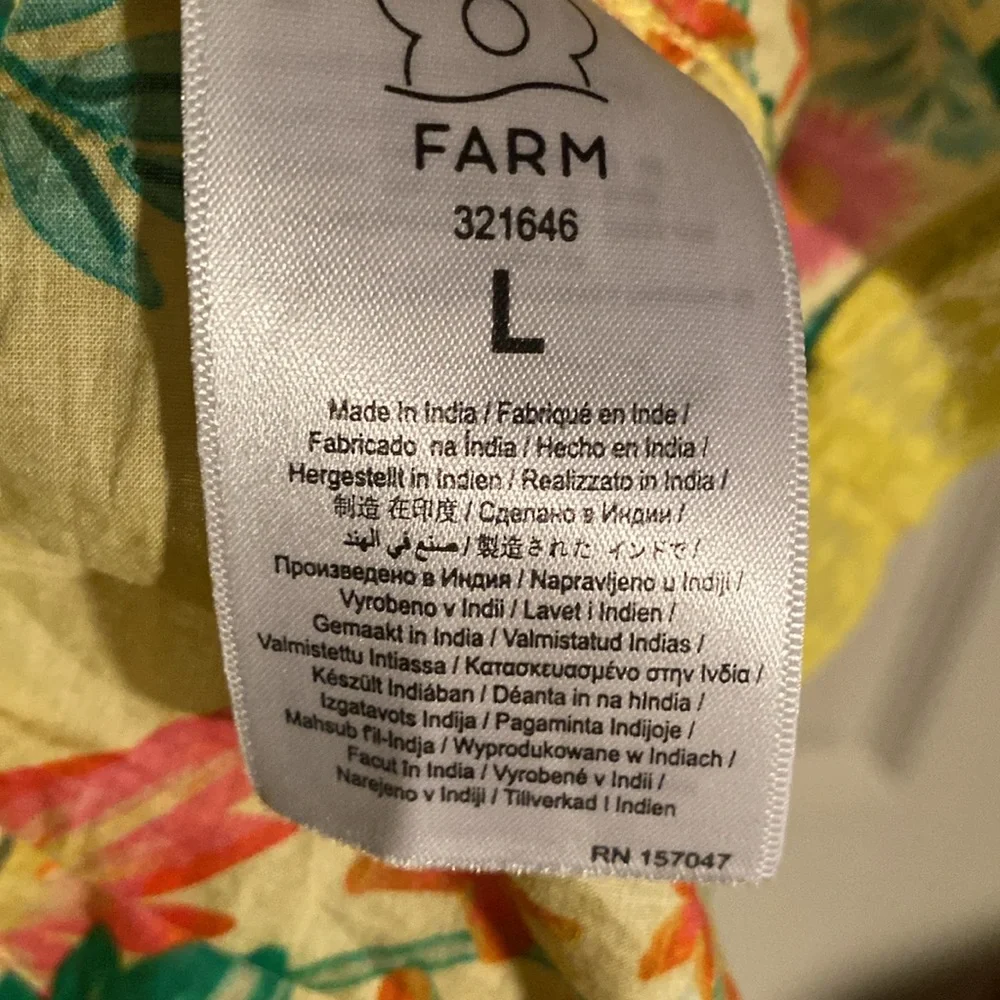 FARM
321646
L
Made In India / Fabriqué en Inde /
Fabricado na Índia / Hecho en India /
Hergestellt in Indien / Realizzato in India /
制造 在印度 / Сделано в Индии /
صنع في الهند / 製造された インドで /
Произведено в Индия / Napravljeno u Indiji /
Vyrobeno v Indii / Lavet i Indien /
Gemaakt in India / Valmistatud Indias /
Valmistettu Intiassa / Κατασκευασμένο στην Ινδία /
Készült Indiában / Déanta in na hIndia /
Izgatavots Indija / Pagaminta Indijoje /
Mahsub fil-Indja / Wyprodukowane w Indiach /
Facut In India / Vyrobené v Indii /
Narejeno v Indiji / Tillverkad I Indien
RN 157047